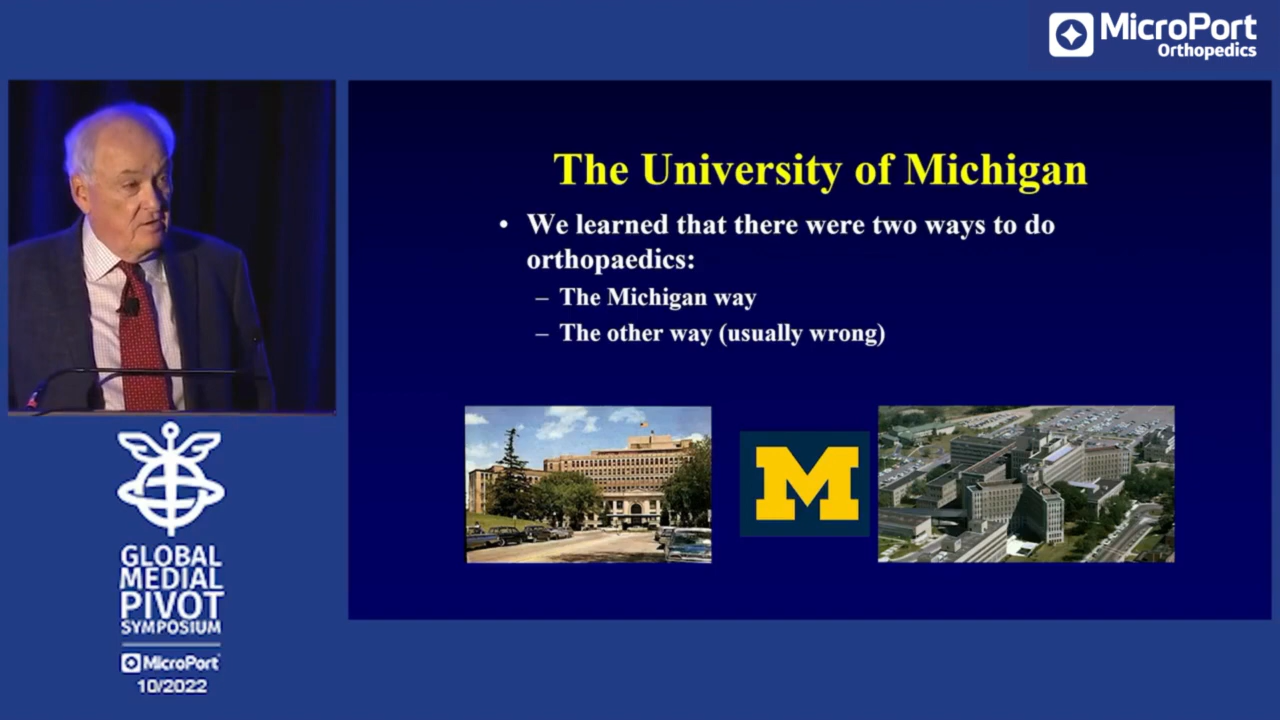 MicroPort
Orthopedics
The University of Michigan
• We learned that there were two ways to do
orthopaedics:
– The Michigan way
– The other way (usually wrong)
M
GLOBAL
MEDIAL
PIVOT
SYMPOSIUM
MicroPort
10/2022